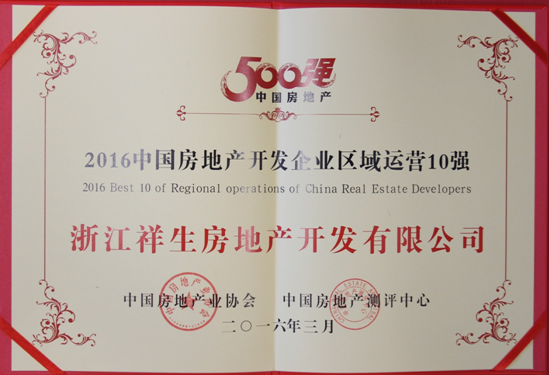 500强
中国房地产
2016中国房地产开发企业区域运营10强
2016 Best 10 of Regional operations of China Real Estate Developers
浙江祥生房地产开发有限公司
中国房地产业协会 中国房地产测评中心
二〇一六年三月